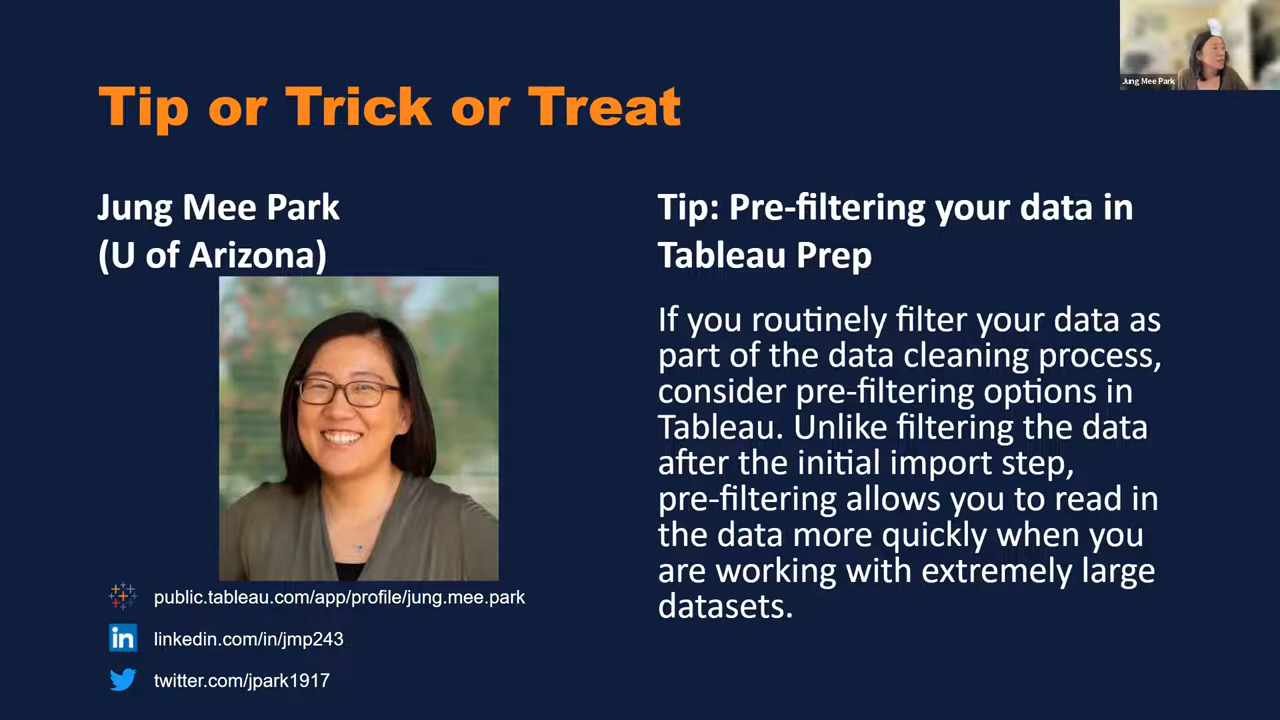 Jung Mee Park
Tip or Trick or Treat
Jung Mee Park
(U of Arizona)
public.tableau.com/app/profile/jung.mee.park
in
linkedin.com/in/jmp243
twitter.com/jpark1917
Tip: Pre-filtering your data in
Tableau Prep
If you routinely filter your data as
part of the data cleaning process,
consider pre-filtering options in
Tableau. Unlike filtering the data
after the initial import step,
pre-filtering allows you to read in
the data more quickly when you
are working with extremely large
datasets.